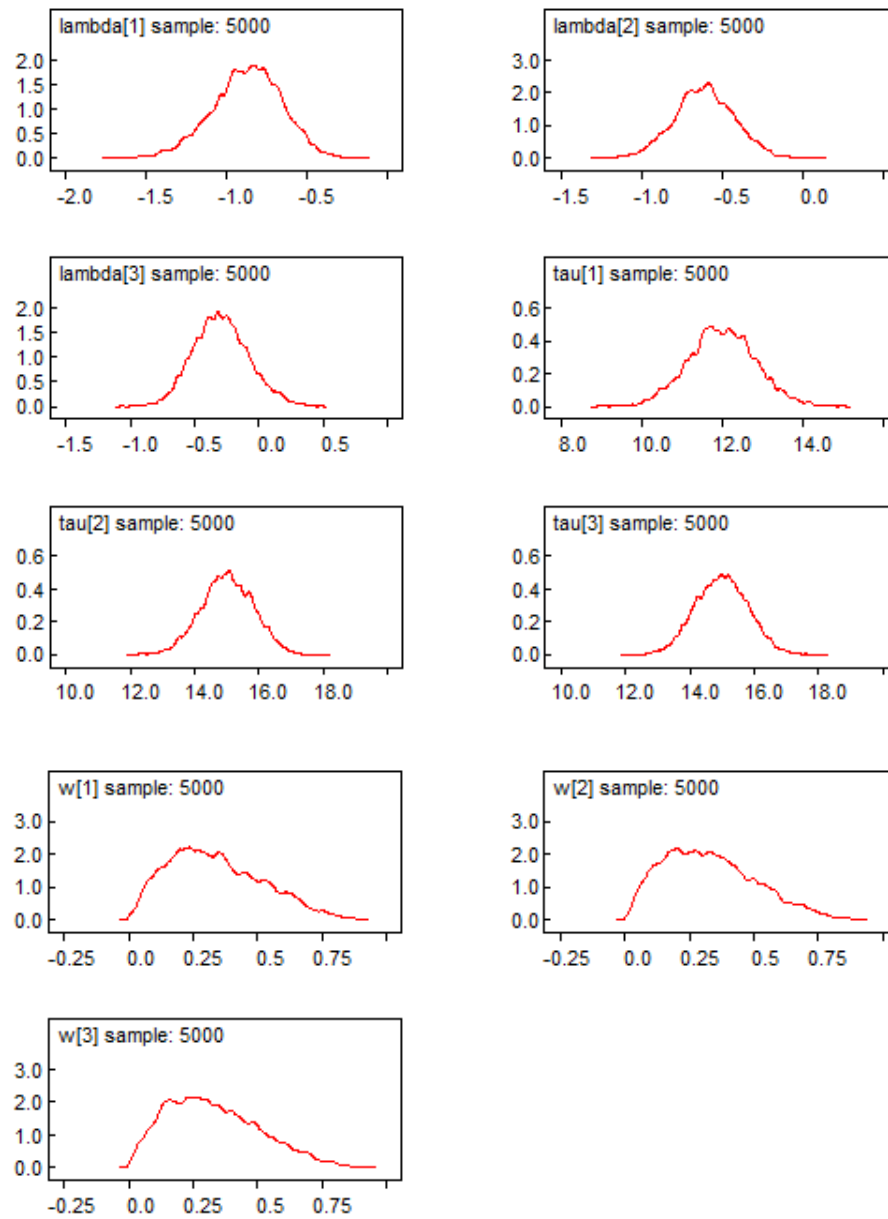 lambda[1] sample: 5000
2.0
1.5
1.0
0.5
0.0
-2.0 -1.5 -1.0 -0.5
lambda[2] sample: 5000
3.0
2.0
1.0
0.0
-1.5 -1.0 -0.5 0.0
lambda[3] sample: 5000
2.0
1.5
1.0
0.5
0.0
-1.5 -1.0 -0.5 0.0 0.5
tau[1] sample: 5000
0.6
0.4
0.2
0.0
8.0 10.0 12.0 14.0
tau[2] sample: 5000
0.6
0.4
0.2
0.0
10.0 12.0 14.0 16.0 18.0
tau[3] sample: 5000
0.6
0.4
0.2
0.0
10.0 12.0 14.0 16.0 18.0
w[1] sample: 5000
3.0
2.0
1.0
0.0
-0.25 0.0 0.25 0.5 0.75
w[2] sample: 5000
3.0
2.0
1.0
0.0
-0.25 0.0 0.25 0.5 0.75
w[3] sample: 5000
3.0
2.0
1.0
0.0
-0.25 0.0 0.25 0.5 0.75